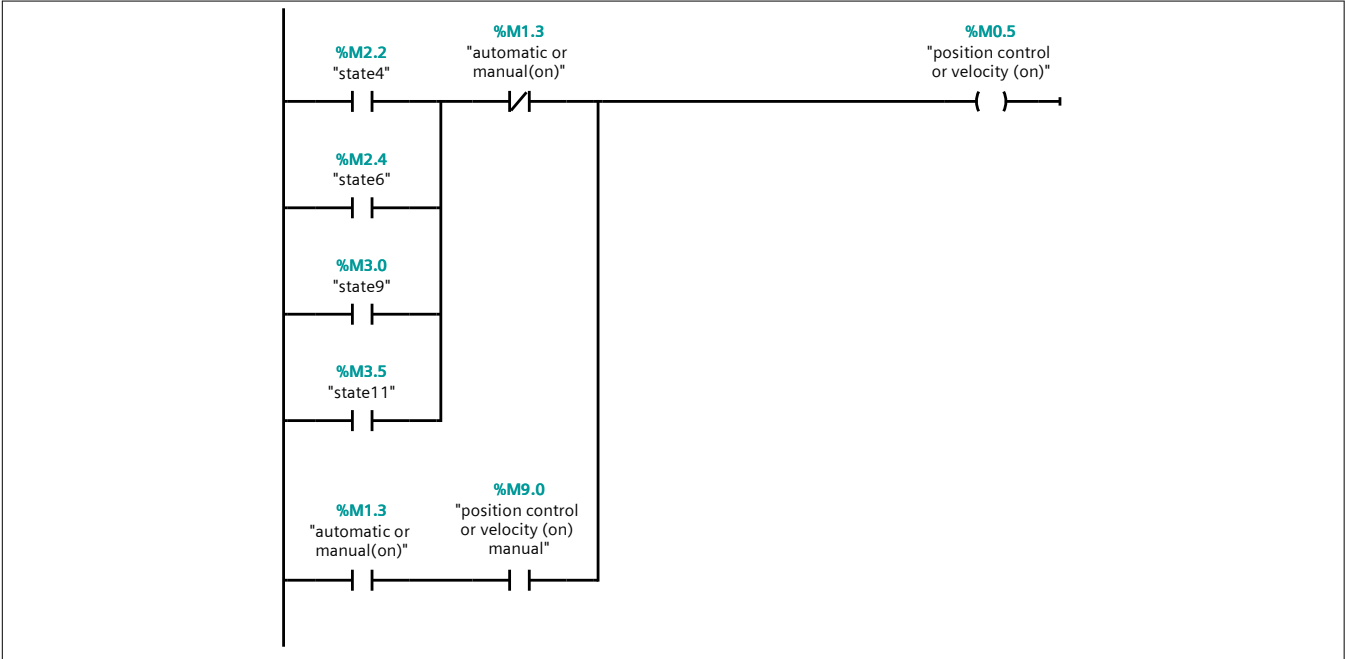 %M2.2
"state4"
%M1.3
"automatic or
manual(on)"
%M0.5
"position control
or velocity (on)"
%M2.4
"state6"
%M3.0
"state9"
%M3.5
"state11"
%M1.3
"automatic or
manual(on)"
%M9.0
"position control
or velocity (on)
manual"